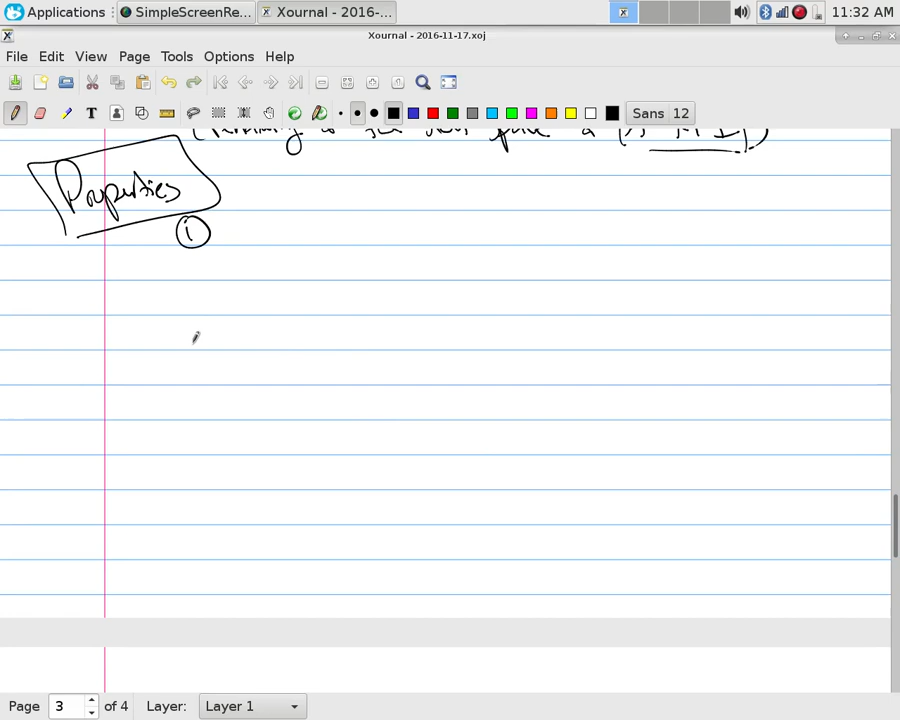 Applications SimpleScreenRe... Xournal - 2016-... 11:32 AM
Xournal - 2016-11-17.xoj
File Edit View Page Tools Options Help
Sans 12
Properties
i
Page 3 of 4 Layer: Layer 1